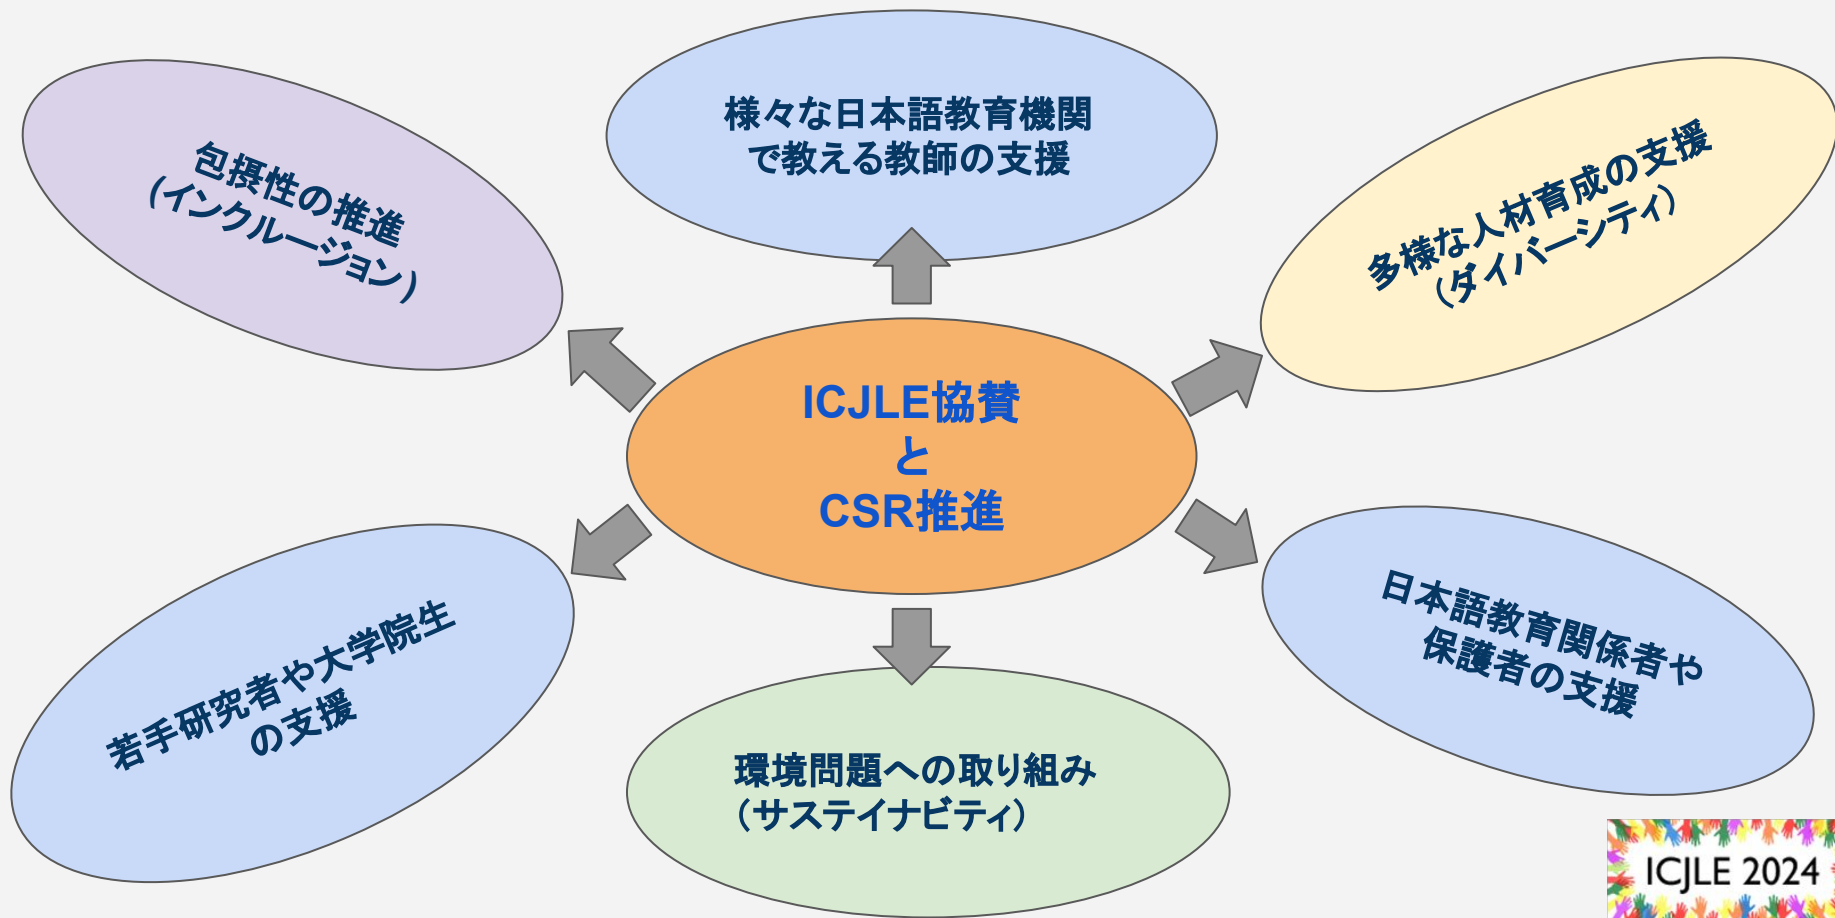 様々な日本語教育機関
で教える教師の支援
包摂性の推進
(インクルージョン)
多様な人材育成の支援
(ダイバーシティ)
ICJLE協賛
と
CSR推進
若手研究者や大学院生
の支援
日本語教育関係者や
保護者の支援
環境問題への取り組み
(サステイナビティ)
ICJLE 2024